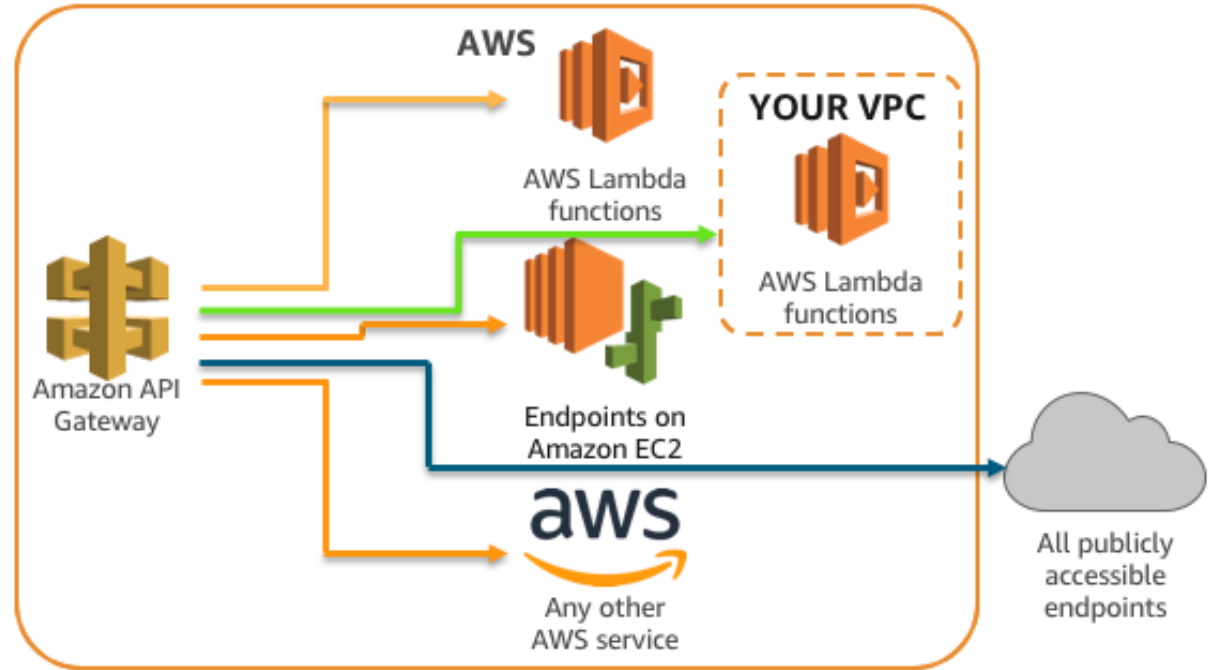 AWS
YOUR VPC
AWS Lambda
functions
AWS Lambda
functions
Amazon API
Gateway
Endpoints on
Amazon EC2
aws
Any other
AWS service
All publicly
accessible
endpoints